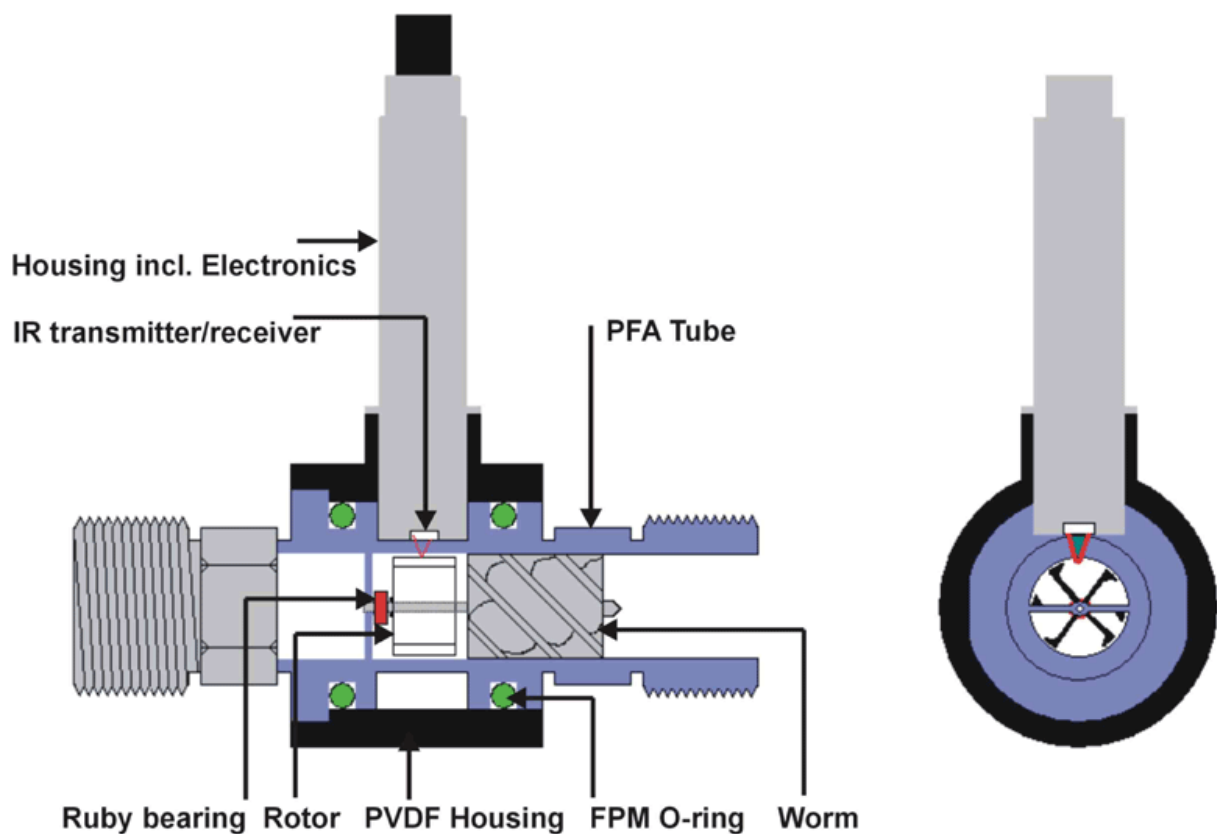 Housing incl. Electronics
IR transmitter/receiver
PFA Tube
Ruby bearing
Rotor
PVDF Housing
FPM O-ring
Worm